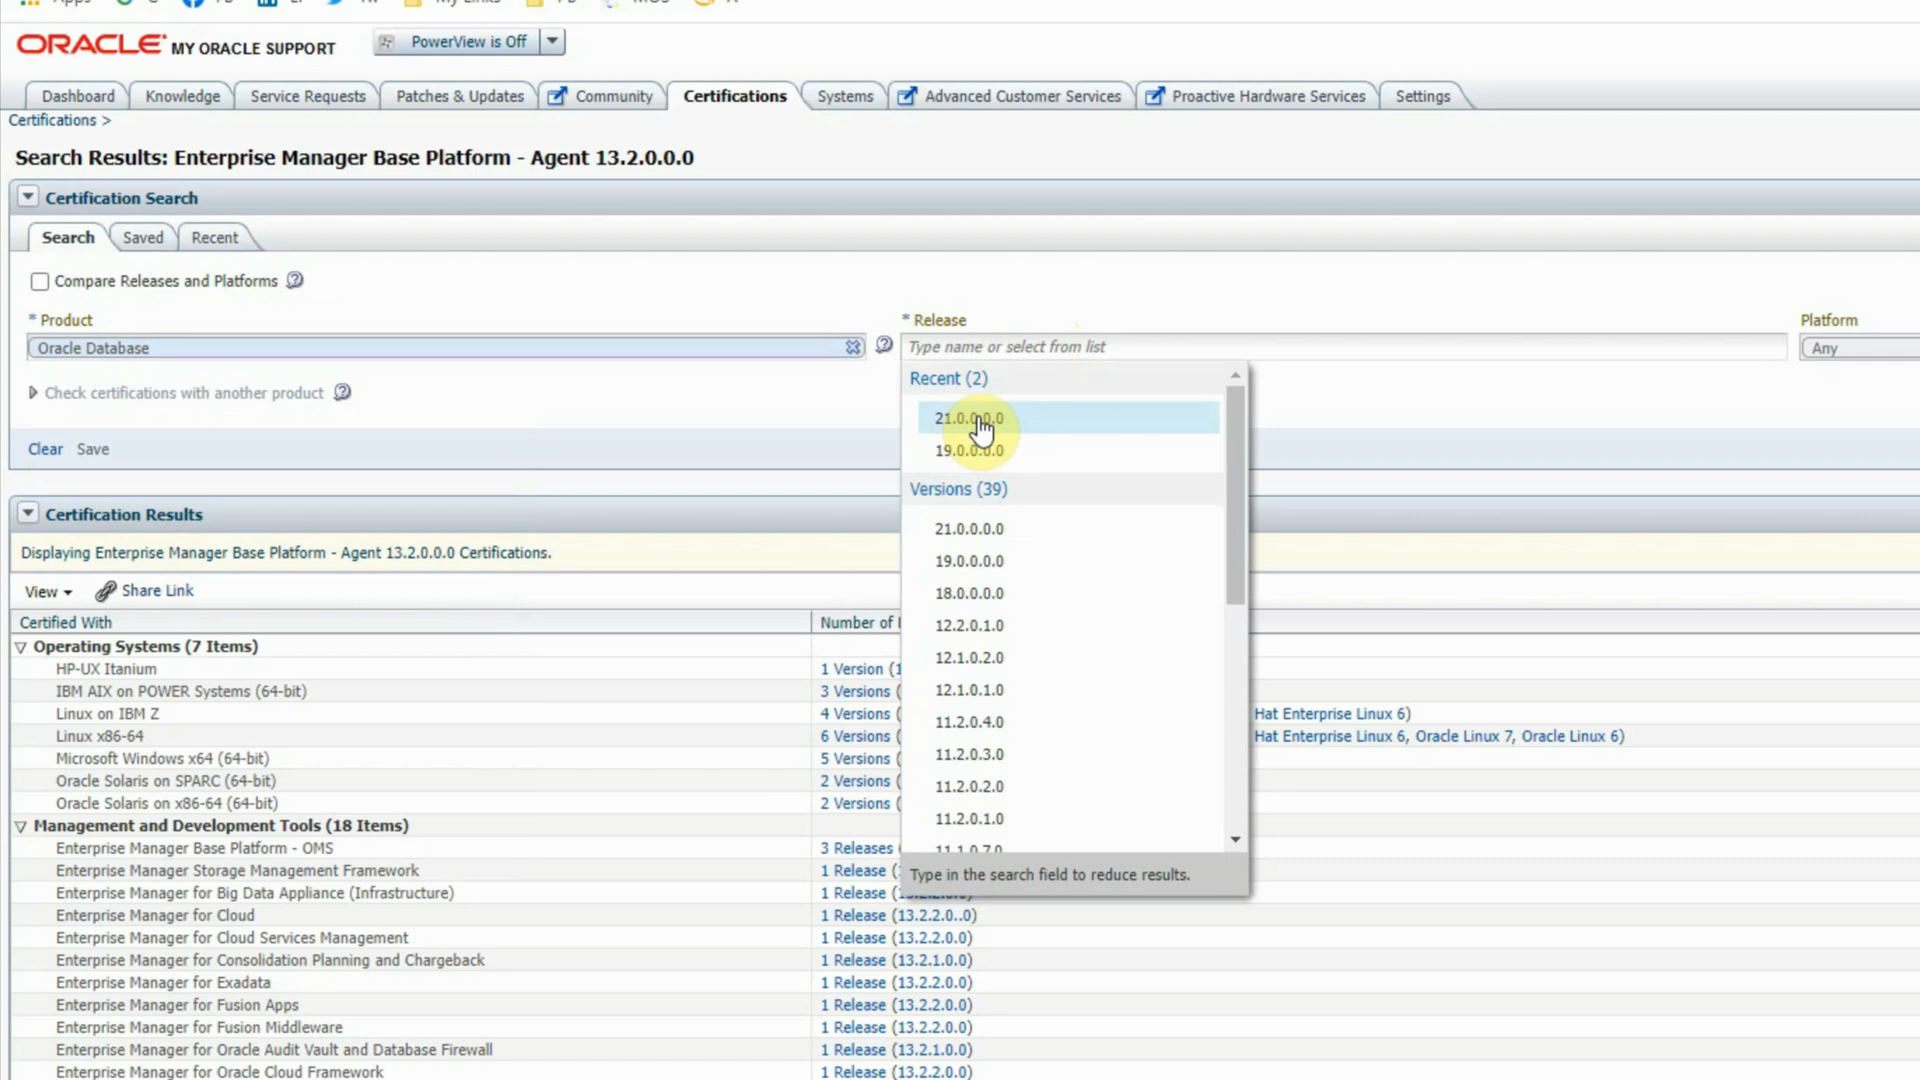 Apps My Links MOS
ORACLE MY ORACLE SUPPORT PowerView is Off
Dashboard Knowledge Service Requests Patches & Updates Community Certifications Systems Advanced Customer Services Proactive Hardware Services Settings
Certifications >
Search Results: Enterprise Manager Base Platform - Agent 13.2.0.0.0
Certification Search
Search Saved Recent
Compare Releases and Platforms
* Product * Release Platform
Oracle Database Type name or select from list Any
Recent (2)
Check certifications with another product
21.0.0.0.0
Clear Save 19.0.0.0.0
Versions (39)
Certification Results
21.0.0.0.0
Displaying Enterprise Manager Base Platform - Agent 13.2.0.0.0 Certifications.
19.0.0.0.0
View Share Link 18.0.0.0.0
Certified With Number of 12.2.0.1.0
Operating Systems (7 Items)
HP-UX Itanium 1 Version (1 12.1.0.2.0
IBM AIX on POWER Systems (64-bit) 3 Versions ( 12.1.0.1.0
Linux on IBM Z 4 Versions ( 11.2.0.4.0 Hat Enterprise Linux 6)
Linux x86-64 6 Versions ( Hat Enterprise Linux 6, Oracle Linux 7, Oracle Linux 6)
Microsoft Windows x64 (64-bit) 5 Versions ( 11.2.0.3.0
Oracle Solaris on SPARC (64-bit) 2 Versions ( 11.2.0.2.0
Oracle Solaris on x86-64 (64-bit) 2 Versions (
Management and Development Tools (18 Items) 11.2.0.1.0
Enterprise Manager Base Platform - OMS 3 Releases 11.1.0.7.0
Enterprise Manager Storage Management Framework 1 Release ( Type in the search field to reduce results.
Enterprise Manager for Big Data Appliance (Infrastructure) 1 Release
Enterprise Manager for Cloud 1 Release (13.2.2.0..0)
Enterprise Manager for Cloud Services Management 1 Release (13.2.2.0.0)
Enterprise Manager for Consolidation Planning and Chargeback 1 Release (13.2.1.0.0)
Enterprise Manager for Exadata 1 Release (13.2.2.0.0)
Enterprise Manager for Fusion Apps 1 Release (13.2.2.0.0)
Enterprise Manager for Fusion Middleware 1 Release (13.2.2.0.0)
Enterprise Manager for Oracle Audit Vault and Database Firewall 1 Release (13.2.1.0.0)
Enterprise Manager for Oracle Cloud Framework 1 Release (13.2.2.0.0)